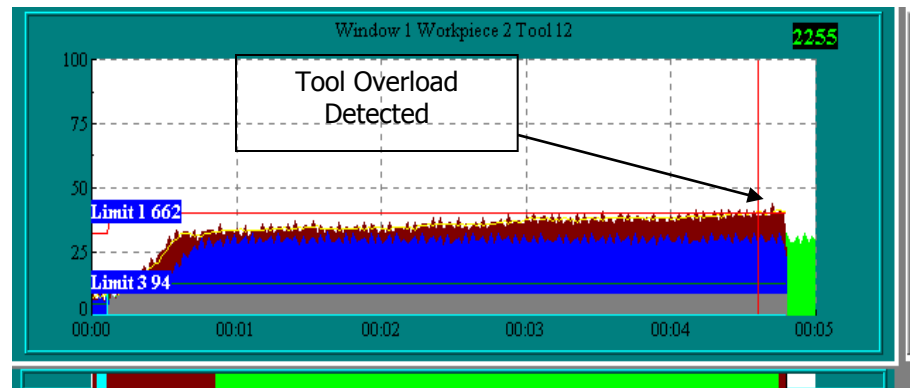 Window 1 Workpiece 2 Tool 12
2255
100
Tool Overload
Detected
75
50
Limit 1 662
25
Limit 3 94
0
00:00 00:01 00:02 00:03 00:04 00:05